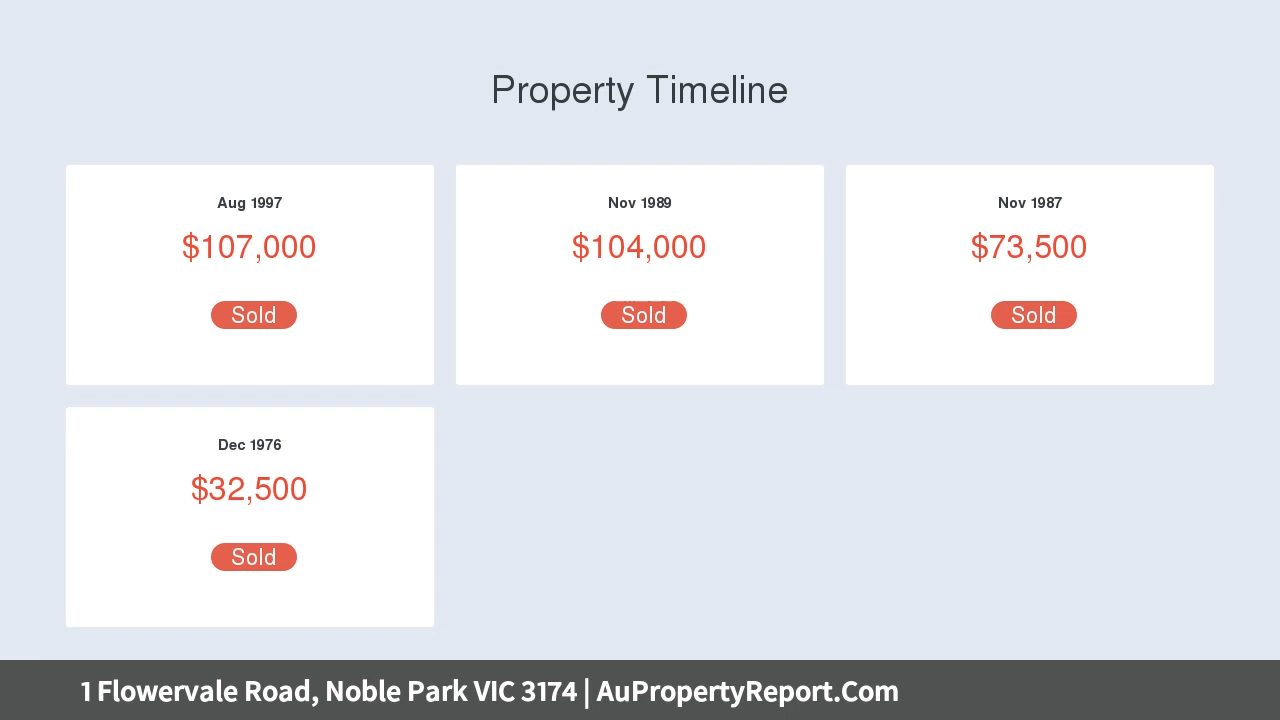 Property Timeline
Aug 1997
$107,000
Sold
Nov 1989
$104,000
Sold
Nov 1987
$73,500
Sold
Dec 1976
$32,500
Sold
1 Flowervale Road, Noble Park VIC 3174 | AuPropertyReport.Com